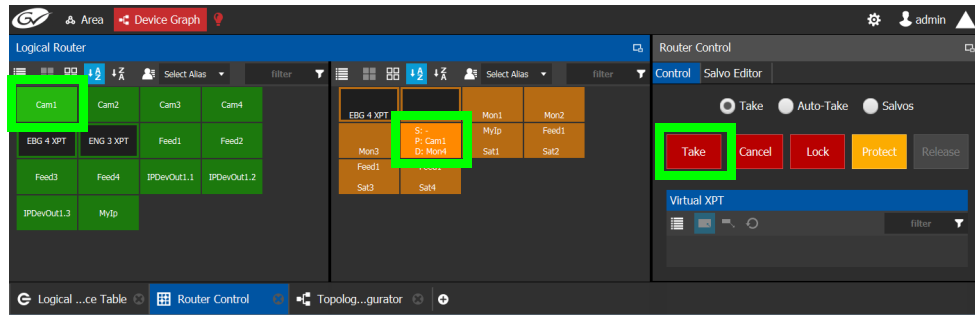 GV Area Device Graph admin
Logical Router
Router Control
Select Alias filter
Select Alias filter
Control Salvo Editor
Cam1 Cam2 Cam3 Cam4
EBG 4 XPT Mon1 Mon2
Take Auto-Take Salvos
EBG 4 XPT ENG 3 XPT Feed1 Feed2
Mon3
S: -
P: Cam1
D: Mon4
MyIp Feed1
Sat1 Sat2
Take Cancel Lock Protect Release
Feed3 Feed4 IPDevOut1.1 IPDevOut1.2
Feed1
Sat3 Sat4
IPDevOut1.3 MyIp
Virtual XPT
filter
Logical ...ce Table Router Control Topolog...gurator